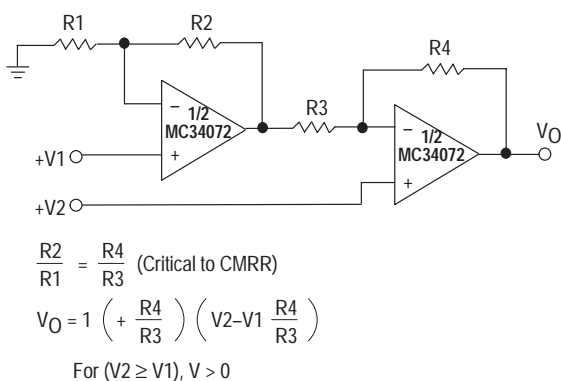 R1 R2
R4
R3
– 1/2 MC34072 +
– 1/2 MC34072 +
VO
+V1
+V2
R2/R1 = R4/R3 (Critical to CMRR)
VO = 1 ( + R4/R3 ) ( V2–V1 R4/R3 )
For (V2 ≥ V1), V > 0